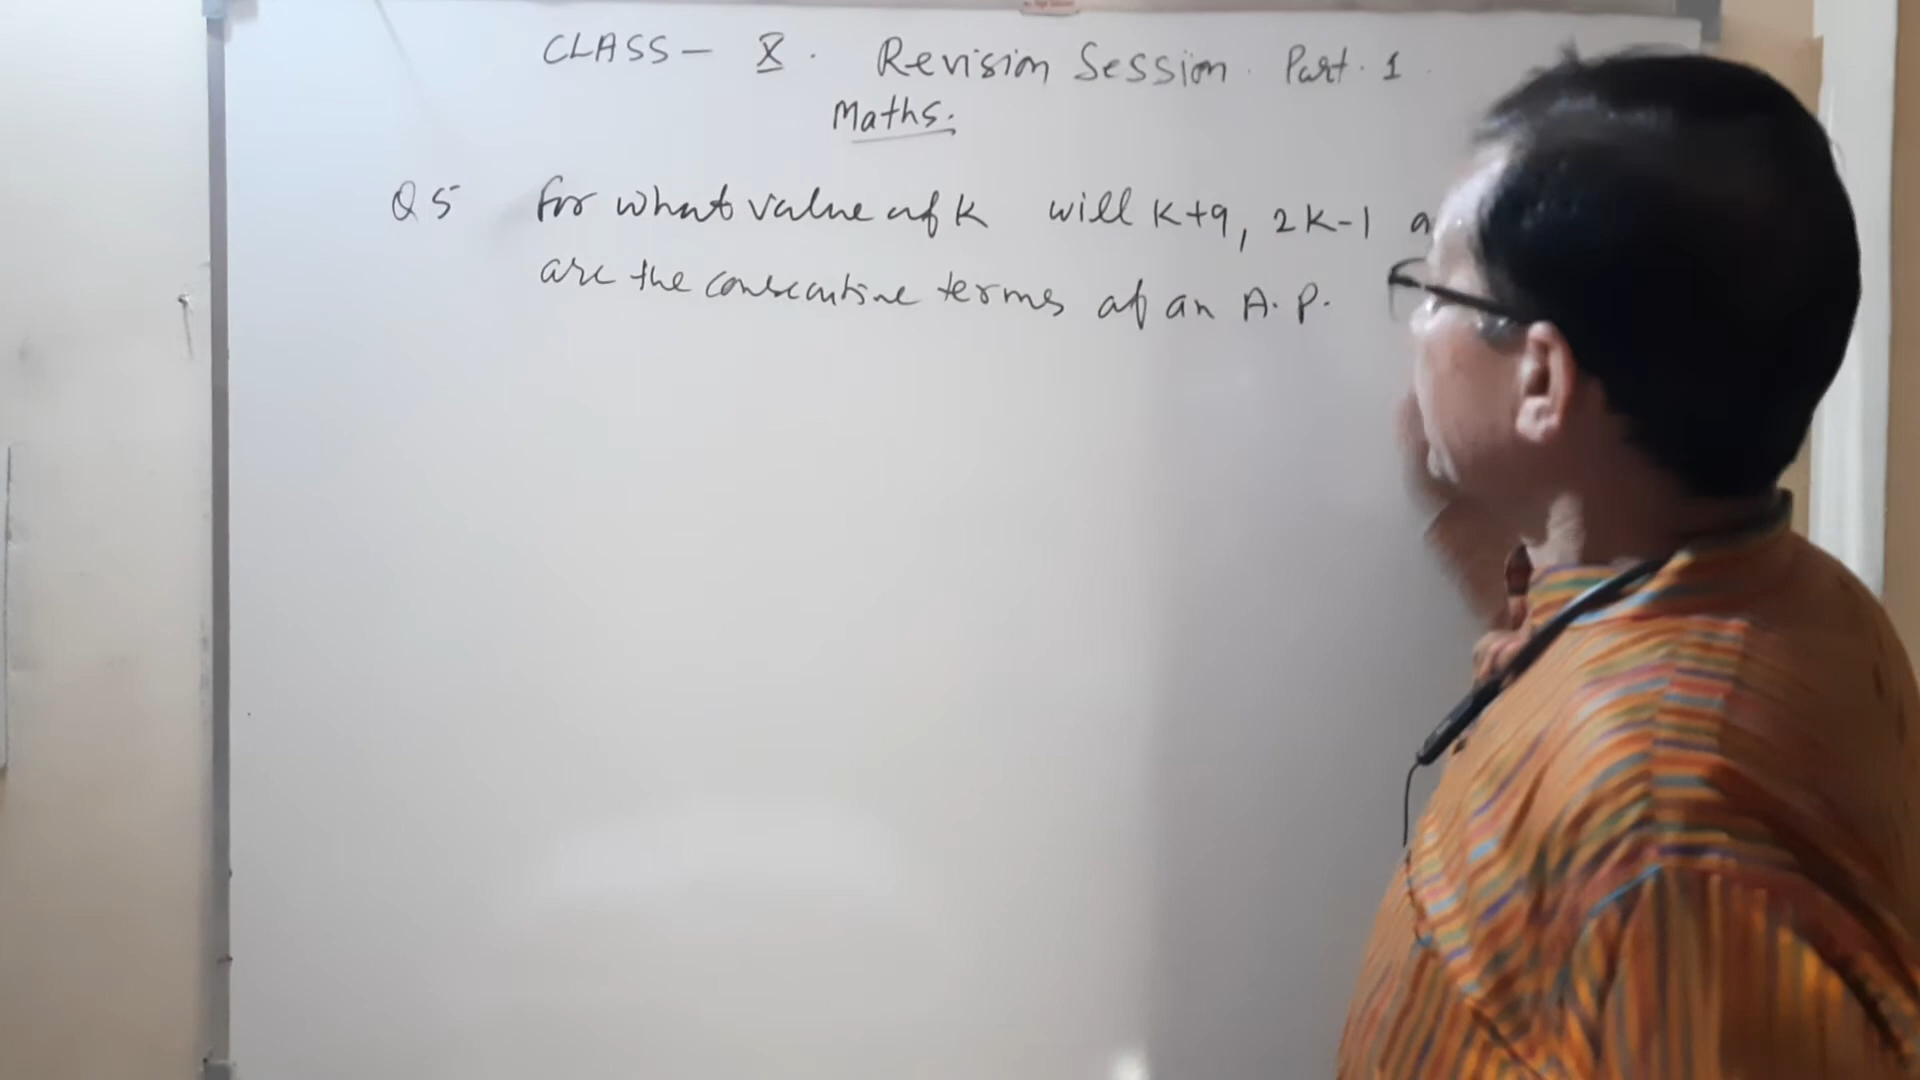 CLASS - X. Revision Session. Part. 1.
Maths.
Q 5 for what value of K will K+9, 2K-1
are the consecutive terms of an A.P.